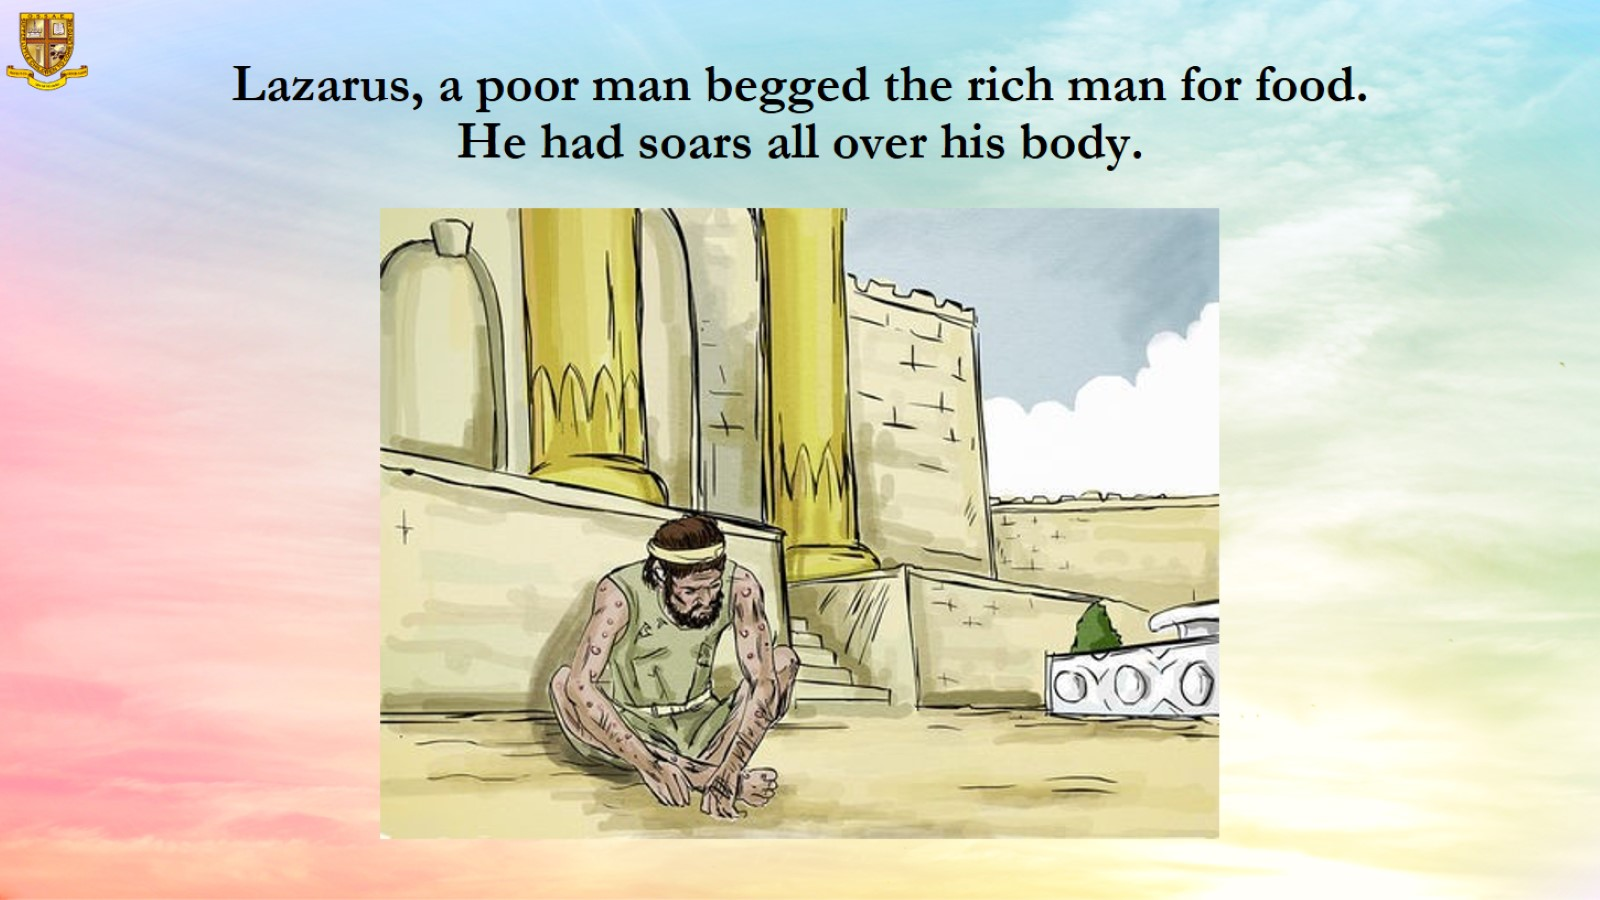 Lazarus, a poor man begged the rich man for food.
He had soars all over his body.